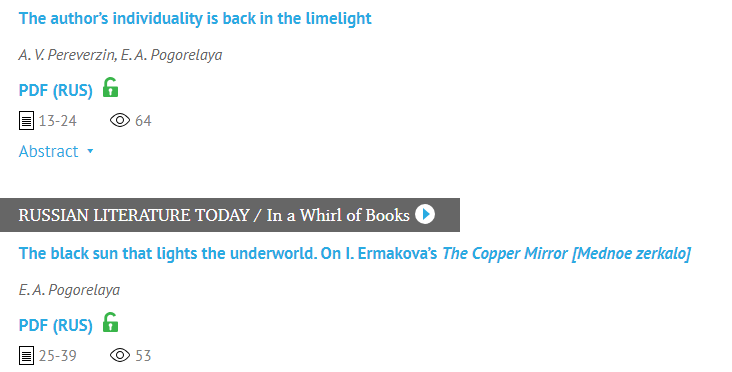 The author’s individuality is back in the limelight
A. V. Pereverzin, E. A. Pogorelaya
PDF (RUS)
13-24 64
Abstract
RUSSIAN LITERATURE TODAY / In a Whirl of Books
The black sun that lights the underworld. On I. Ermakova’s The Copper Mirror [Mednoe zerkalo]
E. A. Pogorelaya
PDF (RUS)
25-39 53